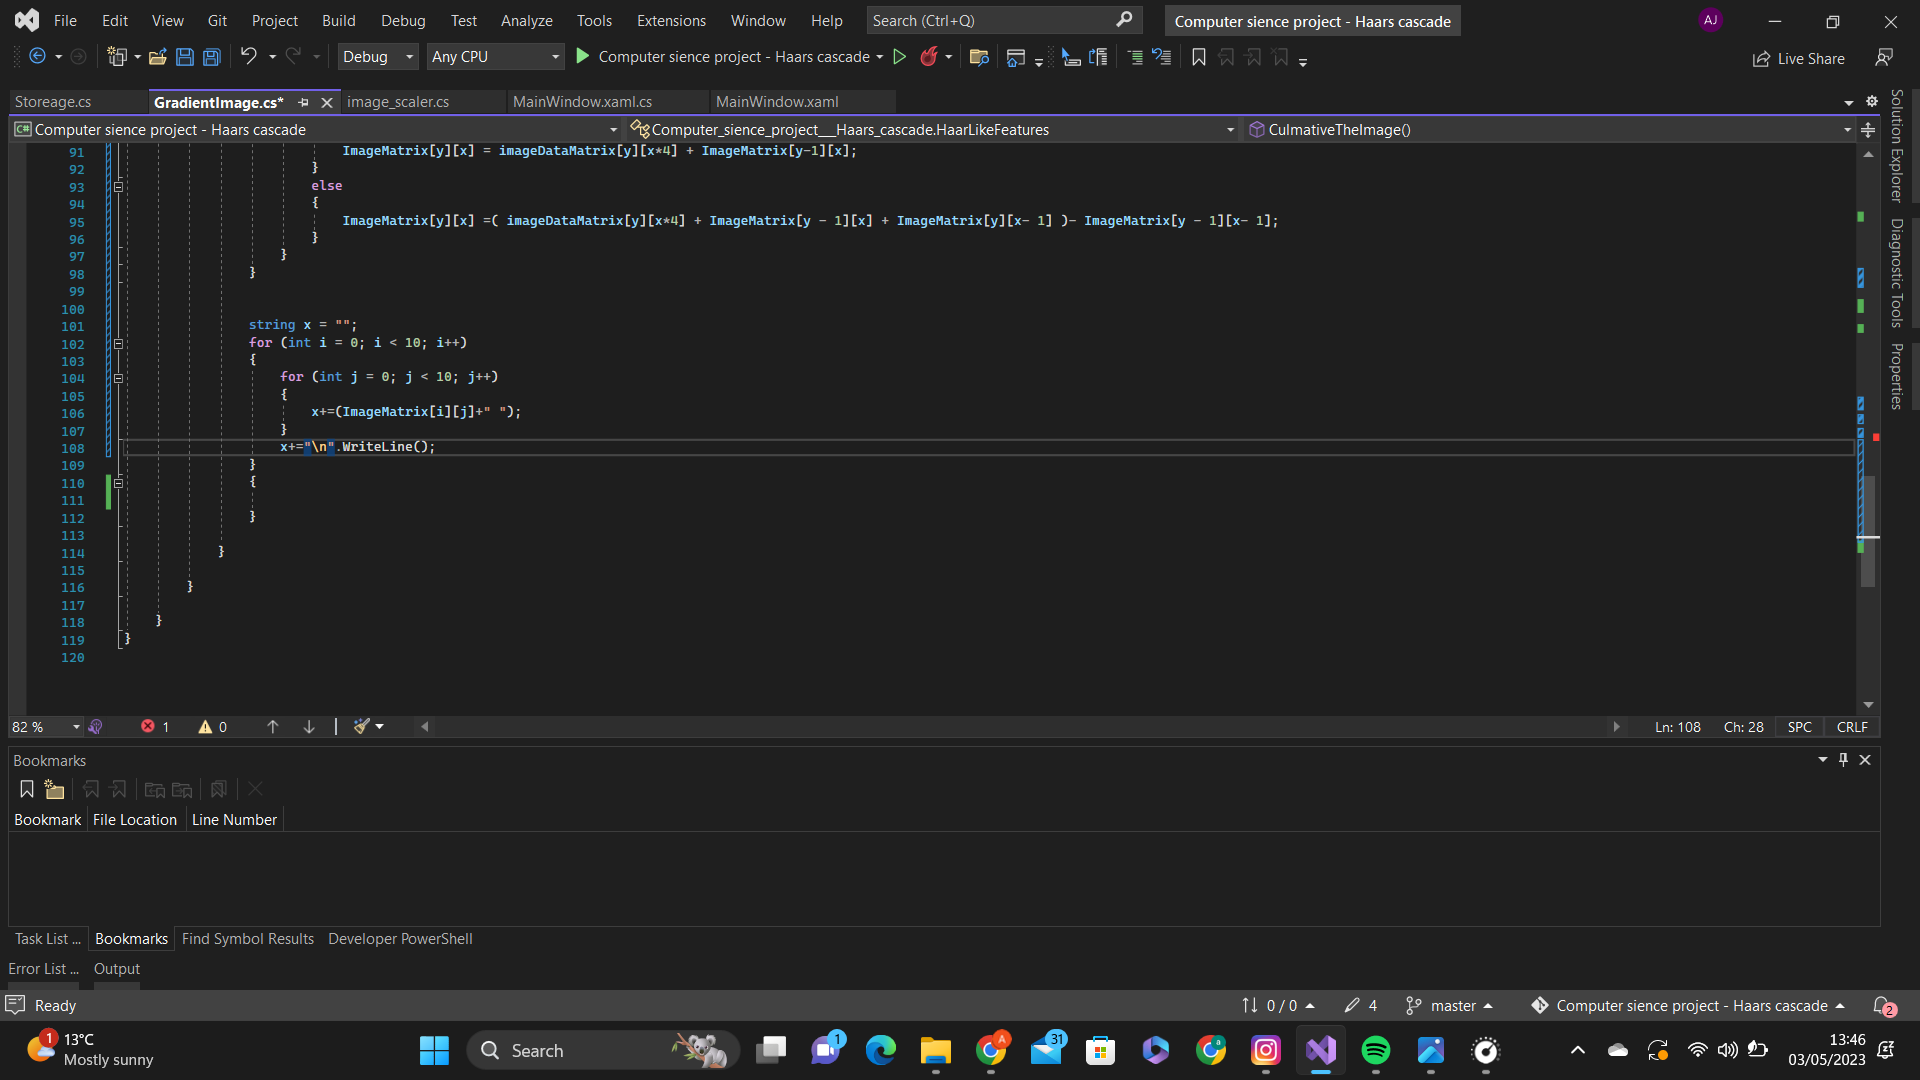 File Edit View Git Project Build Debug Test Analyze Tools Extensions Window Help Search (Ctrl+Q) Computer sience project - Haars cascade AJ
Debug Any CPU Computer sience project - Haars cascade Live Share
Storeage.cs GradientImage.cs* image_scaler.cs MainWindow.xaml.cs MainWindow.xaml
C# Computer sience project - Haars cascade Computer_sience_project___Haars_cascade.HaarLikeFeatures CulmativeTheImage()
91 ImageMatrix[y][x] = imageDataMatrix[y][x*4] + ImageMatrix[y-1][x];
92 }
93 else
94 {
95 ImageMatrix[y][x] =( imageDataMatrix[y][x*4] + ImageMatrix[y - 1][x] + ImageMatrix[y][x- 1] )- ImageMatrix[y - 1][x- 1];
96 }
97 }
98 }
99
100
101 string x = "";
102 for (int i = 0; i < 10; i++)
103 {
104 for (int j = 0; j < 10; j++)
105 {
106 x+=(ImageMatrix[i][j]+" ");
107 }
108 x+="\n".WriteLine();
109 }
110 {
111
112 }
113
114 }
115
116 }
117
118 }
119 }
120
Solution Explorer
Diagnostic Tools
Properties
82 % 1 0 Ln: 108 Ch: 28 SPC CRLF
Bookmarks
Bookmark File Location Line Number
Task List ... Bookmarks Find Symbol Results Developer PowerShell
Error List ... Output
Ready 0 / 0 4 master Computer sience project - Haars cascade 2
1 13°C
Mostly sunny
Search 1 A 31 a
13:46
03/05/2023